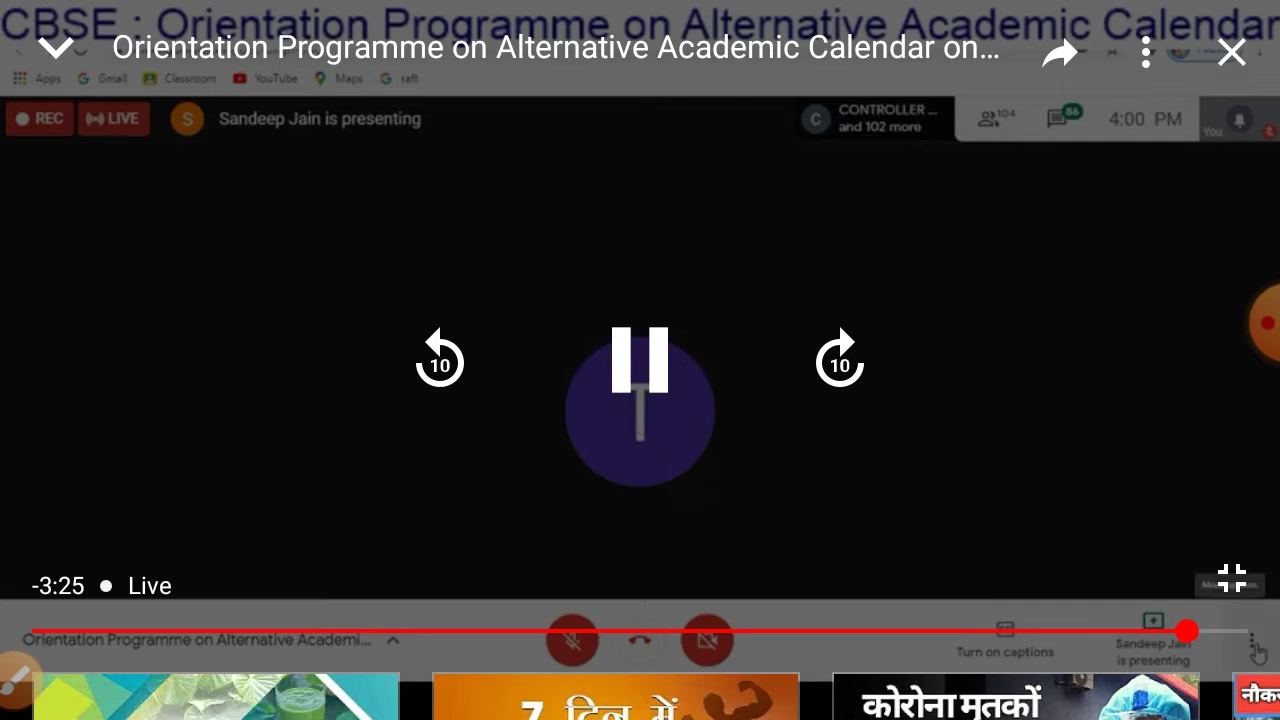 CBSE : Orientation Programme on Alternative Academic Calendar
Orientation Programme on Alternative Academic Calendar on...
Apps Gmail Classroom YouTube Maps raft
REC LIVE S Sandeep Jain is presenting
C CONTROLLER ...
and 102 more
104 86 4:00 PM
You
10 10
T
-3:25 ● Live
Orientation Programme on Alternative Academi...
Turn on captions
Sandeep Jain
is presenting
7 दिन में
कोरोना मृतकों